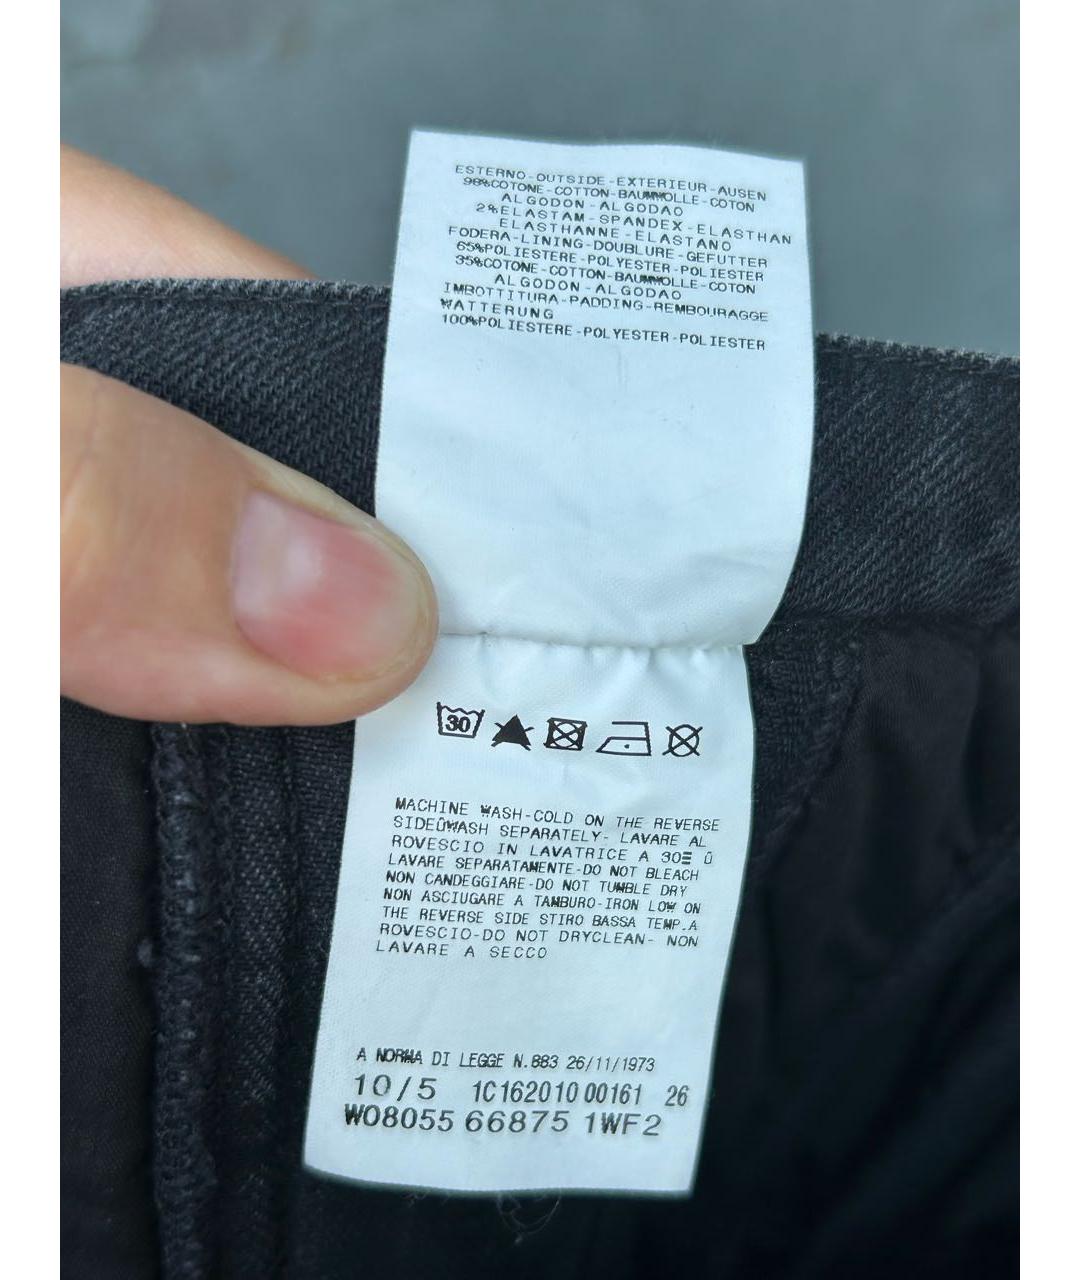 ESTERNO-OUTSIDE-EXTERIEUR-AUSEN
98%COTONE-COTTON-BAUMWOLLE-COTON
ALGODON-ALGODAO
2%ELASTAM-SPANDEX-ELASTHAN
ELASTHANNE-ELASTANO
FODERA-LINING-DOUBLURE-GEFUTTER
65%POLIESTERE-POLYESTER-POLIESTER
35%COTONE-COTTON-BAUMWOLLE-COTON
ALGODON-ALGODAO
IMBOTTITURA-PADDING-REMBOURAGGE
WATTERUNG
100%POLIESTERE-POLYESTER-POLIESTER
30
MACHINE WASH-COLD ON THE REVERSE
SIDEÛWASH SEPARATELY- LAVARE AL
ROVESCIO IN LAVATRICE A 30Ξ Û
LAVARE SEPARATAMENTE-DO NOT BLEACH
NON CANDEGGIARE-DO NOT TUMBLE DRY
NON ASCIUGARE A TAMBURO-IRON LOW ON
THE REVERSE SIDE STIRO BASSA TEMP.A
ROVESCIO-DO NOT DRYCLEAN- NON
LAVARE A SECCO
A NORMA DI LEGGE N.883 26/11/1973
10/5 1C162010 00161 26
W08055 66875 1WF2